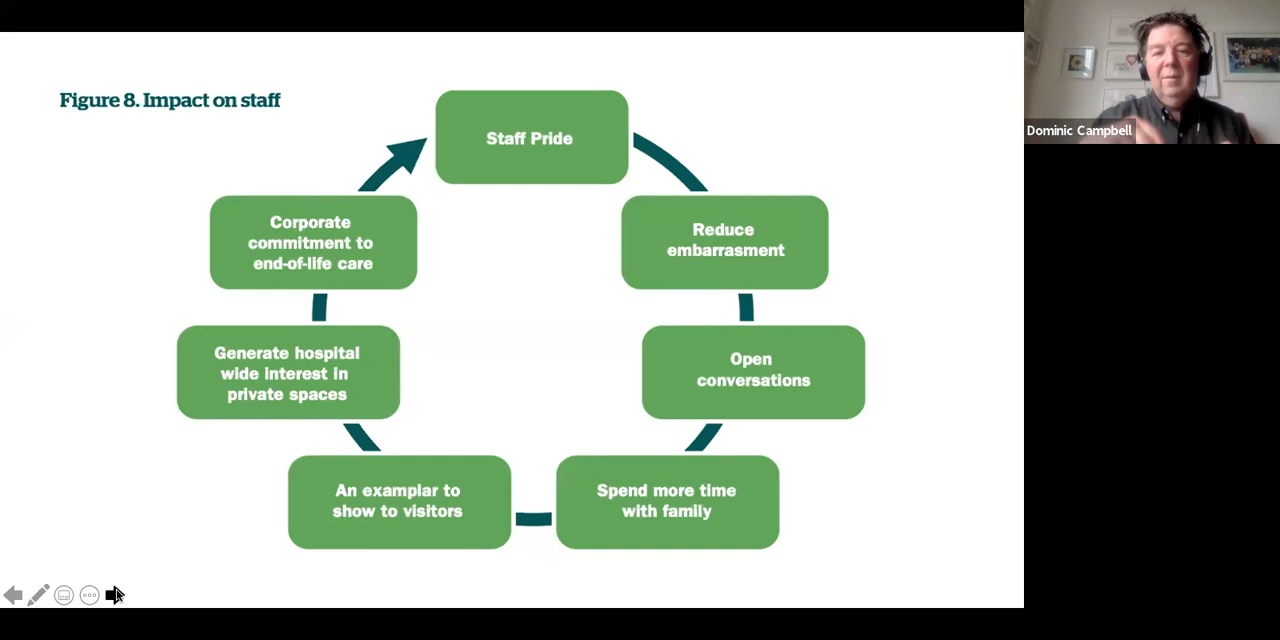 Figure 8. Impact on staff
Staff Pride
Reduce
embarrasment
Open
conversations
Spend more time
with family
An examplar to
show to visitors
Generate hospital
wide interest in
private spaces
Corporate
commitment to
end-of-life care
Dominic Campbell